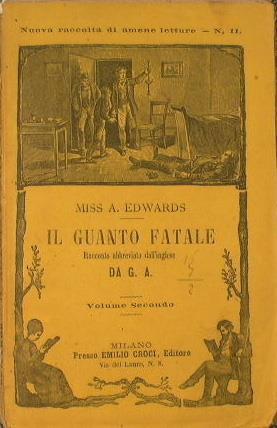 Nuova raccolta di amene letture — N. 11.
MISS A. EDWARDS
IL GUANTO FATALE
Racconto abbreviato dall'inglese
DA G. A.
Volume Secondo
MILANO
Presso EMILIO CROCI, Editore
Via del Lauro, N. 8.